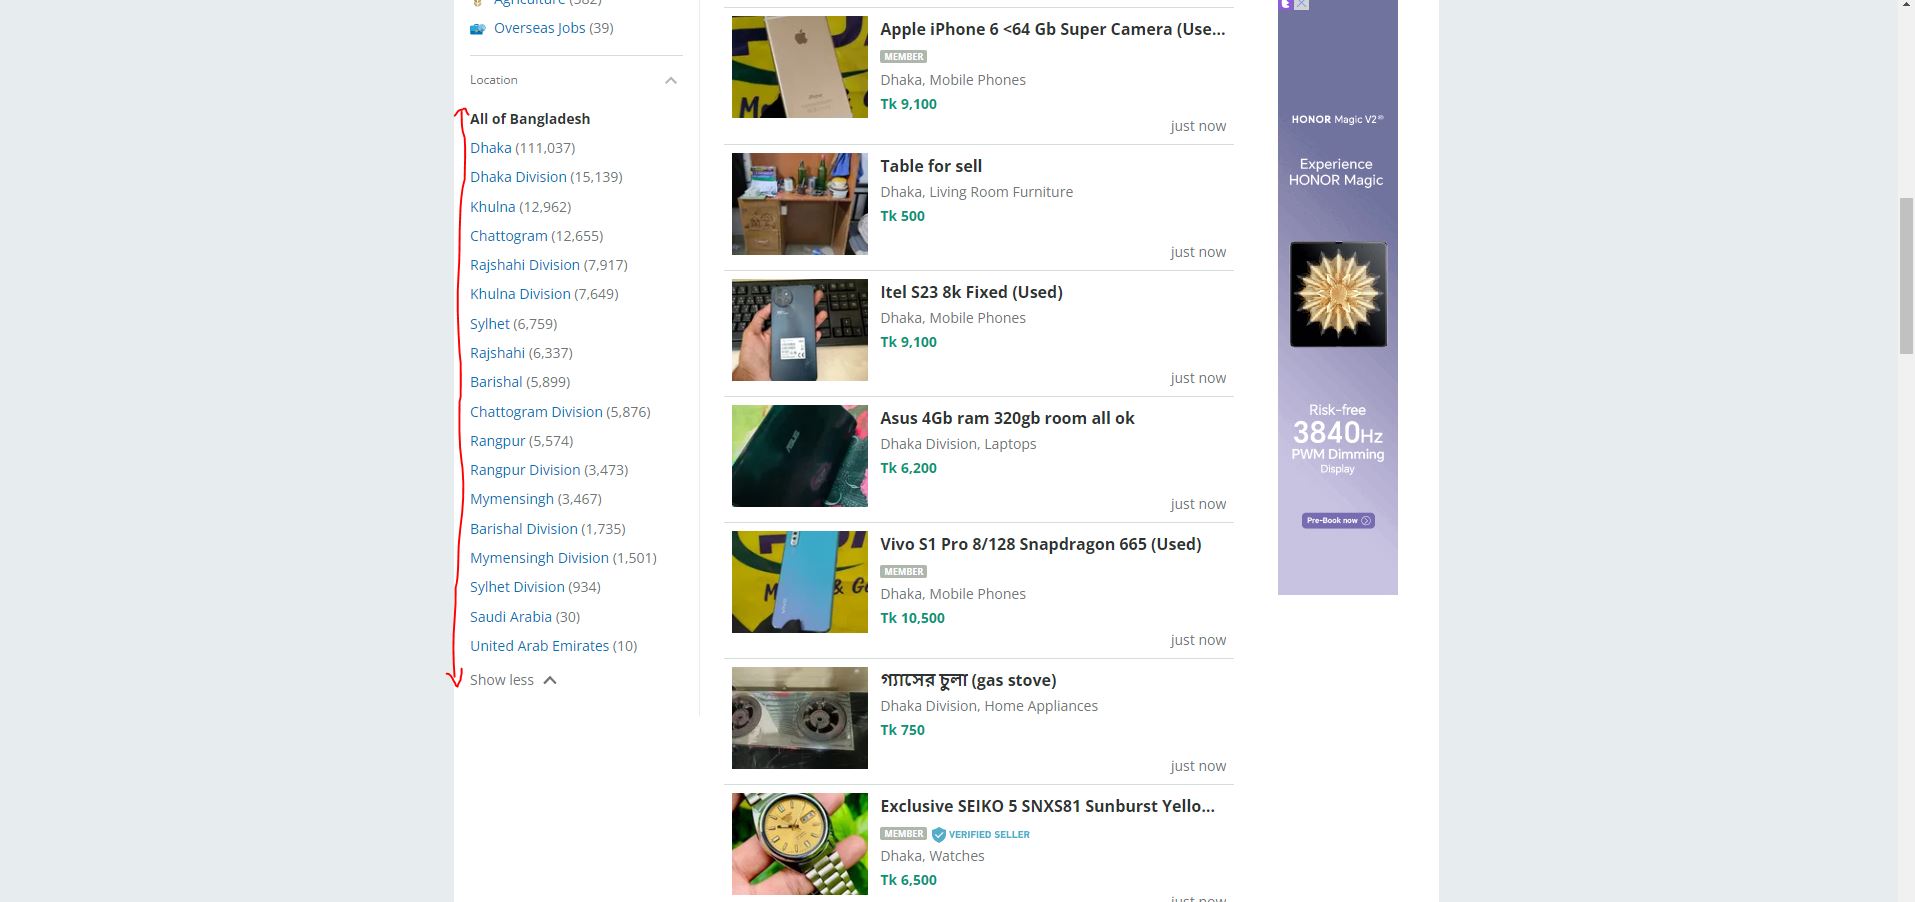 Overseas Jobs (39)
Location
All of Bangladesh
Dhaka (111,037)
Dhaka Division (15,139)
Khulna (12,962)
Chattogram (12,655)
Rajshahi Division (7,917)
Khulna Division (7,649)
Sylhet (6,759)
Rajshahi (6,337)
Barishal (5,899)
Chattogram Division (5,876)
Rangpur (5,574)
Rangpur Division (3,473)
Mymensingh (3,467)
Barishal Division (1,735)
Mymensingh Division (1,501)
Sylhet Division (934)
Saudi Arabia (30)
United Arab Emirates (10)
Show less
Apple iPhone 6 <64 Gb Super Camera (Use...
MEMBER
Dhaka, Mobile Phones
Tk 9,100
just now
Table for sell
Dhaka, Living Room Furniture
Tk 500
just now
Itel S23 8k Fixed (Used)
Dhaka, Mobile Phones
Tk 9,100
just now
ASUS
Asus 4Gb ram 320gb room all ok
Dhaka Division, Laptops
Tk 6,200
just now
vivo
Vivo S1 Pro 8/128 Snapdragon 665 (Used)
MEMBER
Dhaka, Mobile Phones
Tk 10,500
just now
গ্যাসের চুলা (gas stove)
Dhaka Division, Home Appliances
Tk 750
just now
Exclusive SEIKO 5 SNXS81 Sunburst Yello...
MEMBER VERIFIED SELLER
Dhaka, Watches
Tk 6,500
just now
HONOR Magic V2
Experience
HONOR Magic
Risk-free
3840Hz
PWM Dimming
Display
Pre-Book now